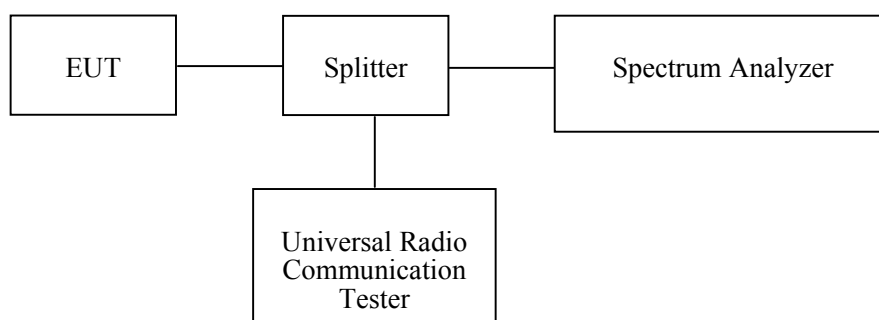 EUT
Splitter
Spectrum Analyzer
Universal Radio
Communication
Tester